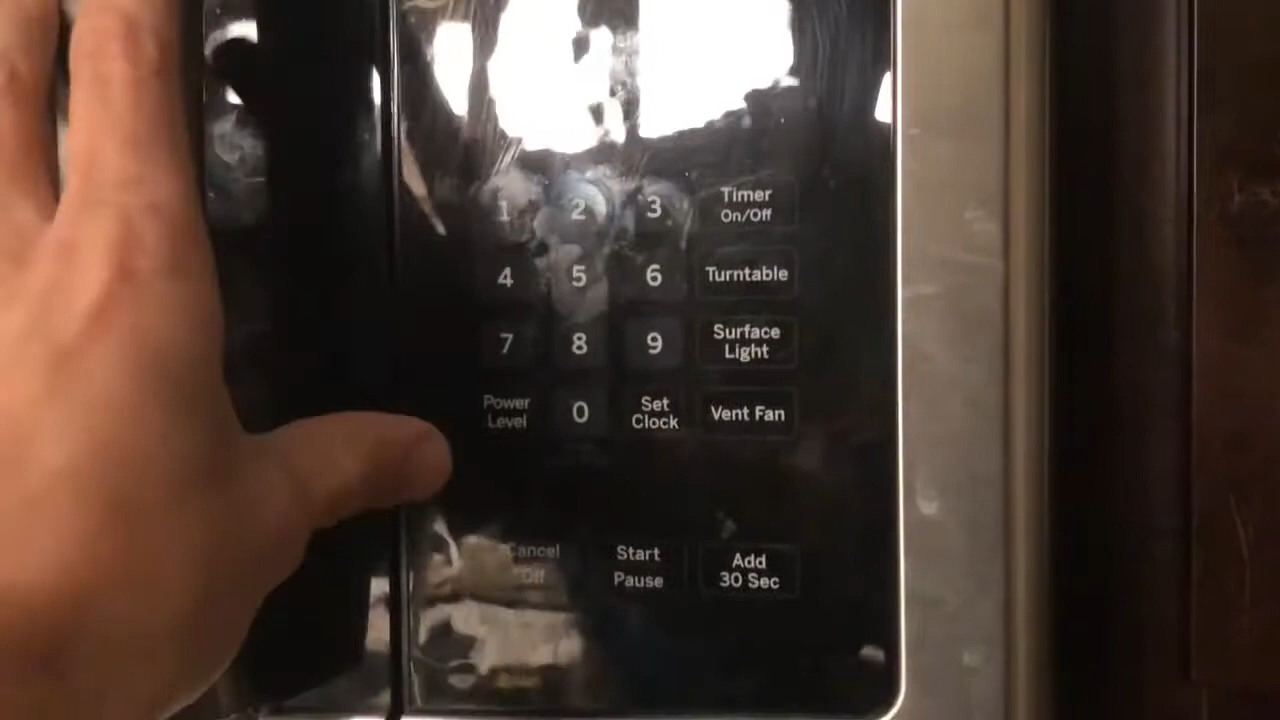 1 2 3 Timer
On/Off
4 5 6 Turntable
7 8 9 Surface
Light
Power
Level
0
Set
Clock
Vent Fan
Cancel
Off
Start
Pause
Add
30 Sec